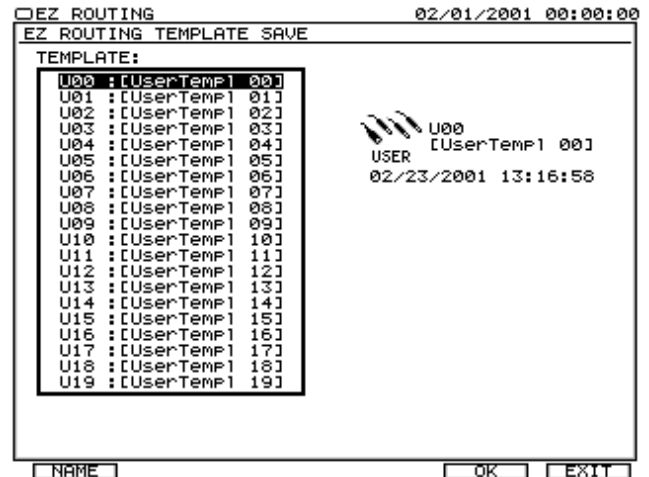 EZ ROUTING 02/01/2001 00:00:00
EZ ROUTING TEMPLATE SAVE
TEMPLATE:
U00 :[UserTempl 00]
U01 :[UserTempl 01]
U02 :[UserTempl 02]
U03 :[UserTempl 03]
U04 :[UserTempl 04]
U05 :[UserTempl 05]
U06 :[UserTempl 06]
U07 :[UserTempl 07]
U08 :[UserTempl 08]
U09 :[UserTempl 09]
U10 :[UserTempl 10]
U11 :[UserTempl 11]
U12 :[UserTempl 12]
U13 :[UserTempl 13]
U14 :[UserTempl 14]
U15 :[UserTempl 15]
U16 :[UserTempl 16]
U17 :[UserTempl 17]
U18 :[UserTempl 18]
U19 :[UserTempl 19]
U00
[UserTempl 00]
USER
02/23/2001 13:16:58
NAME OK EXIT